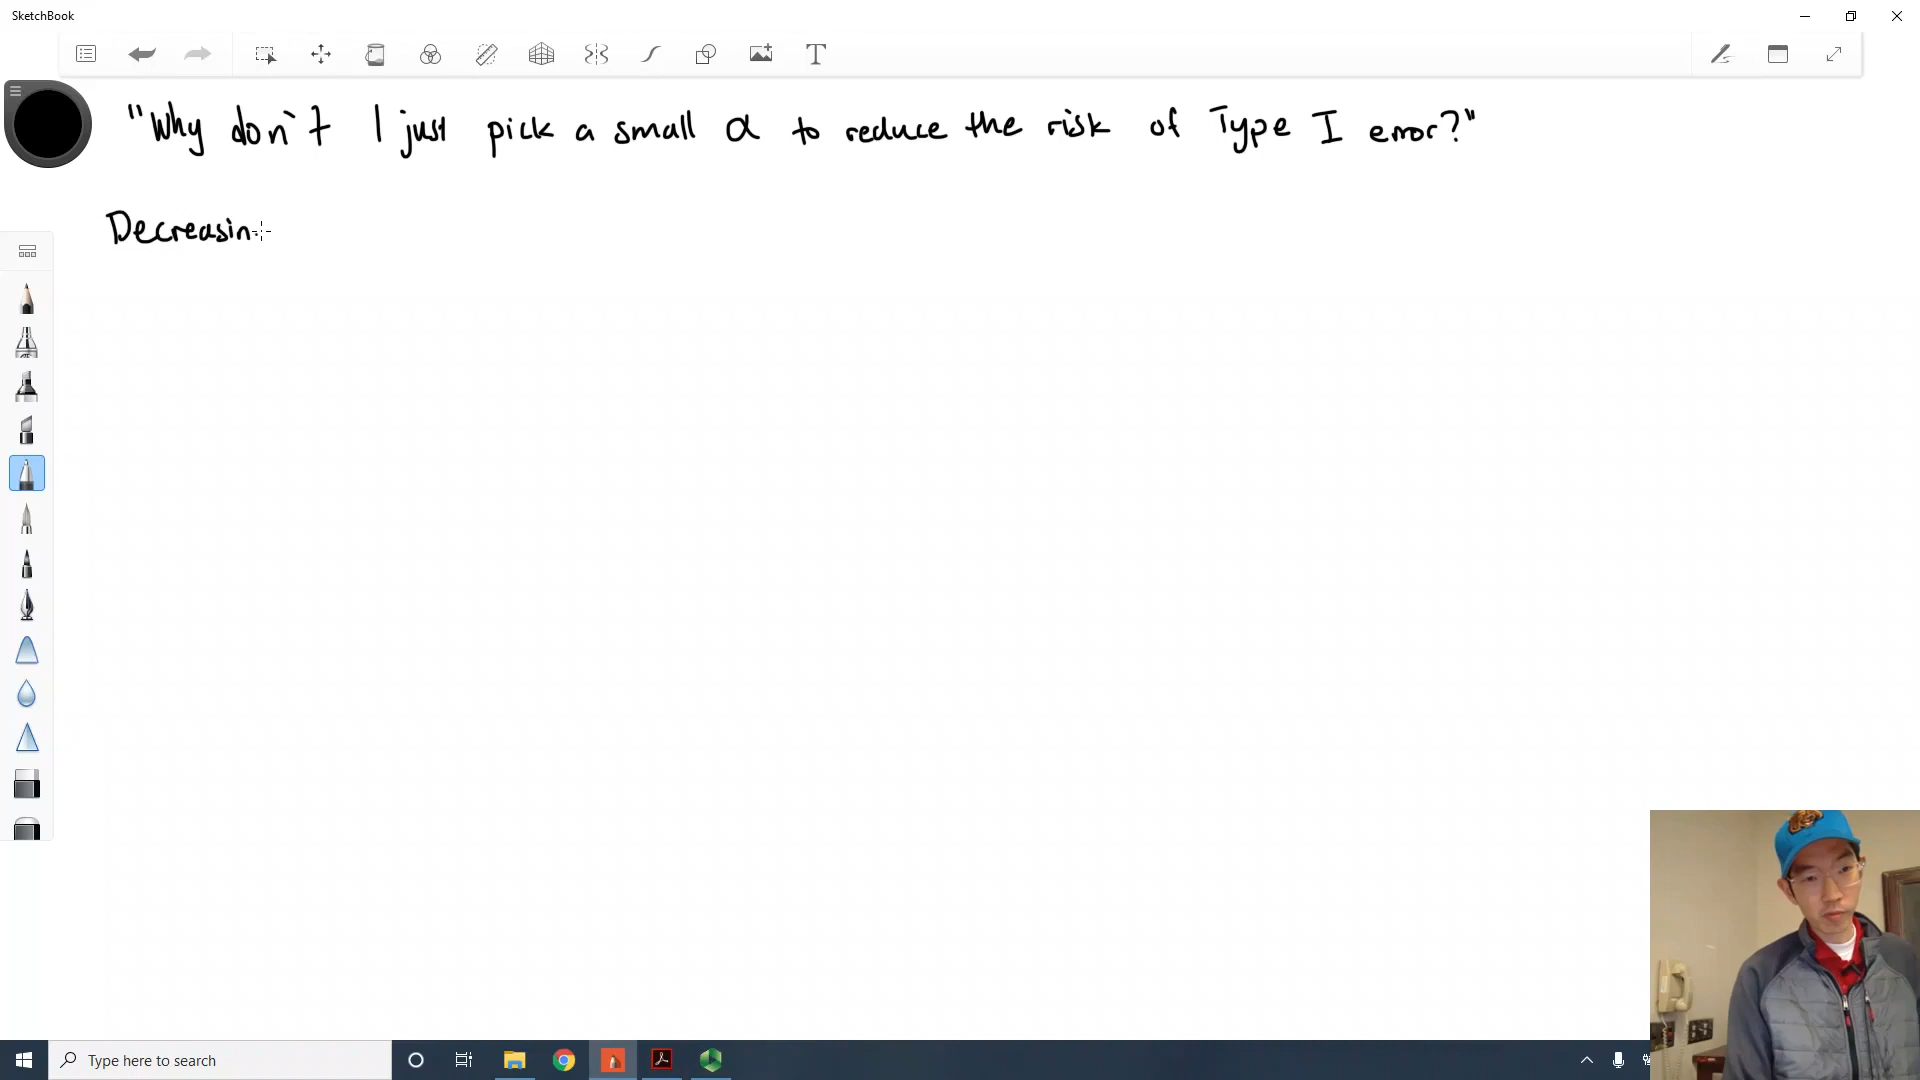 SketchBook
T
"Why don't I just pick a small α to reduce the risk of Type I error?"
Decreasin
Type here to search